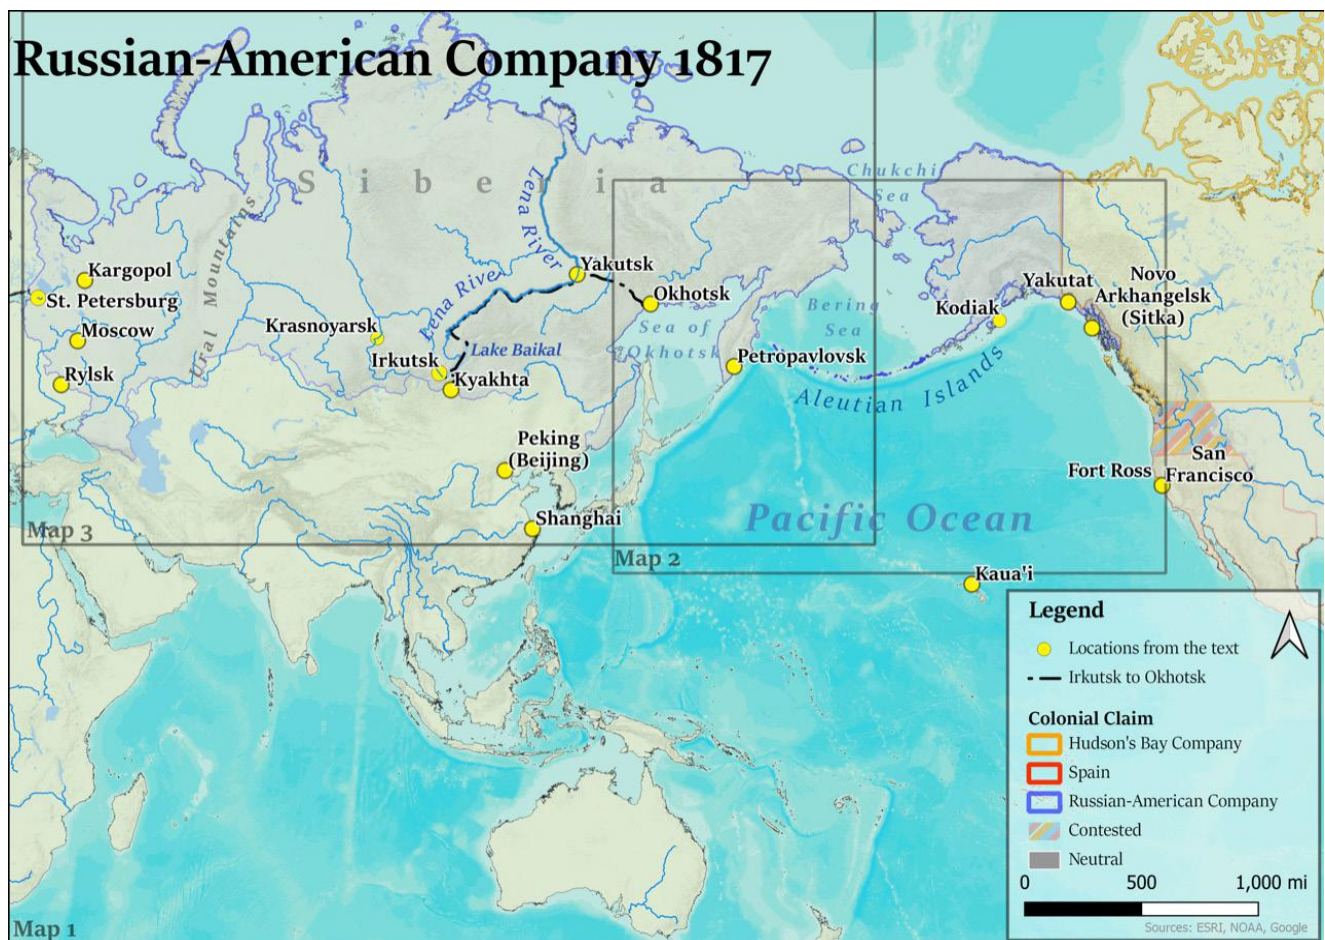 Russian-American Company 1817
Siberia
Chukchi
Sea
Lena River
Ural Mountains
Kargopol
St. Petersburg
Moscow
Rylsk
Krasnoyarsk
Lena Rive
Yakutsk
Okhotsk
Irkutsk
Lake Baikal
Kyakhta
Sea of
Okhotsk
Bering
Sea
Petropavlovsk
Aleutian Islands
Kodiak
Yakutat
Novo
Arkhangelsk
(Sitka)
Peking
(Beijing)
Shanghai
Fort Ross
San
Francisco
Pacific Ocean
Map 3
Map 2
Kaua'i
Legend
Locations from the text
Irkutsk to Okhotsk
Colonial Claim
Hudson's Bay Company
Spain
Russian-American Company
Contested
Neutral
0 500 1,000 mi
Sources: ESRI, NOAA, Google
Map 1